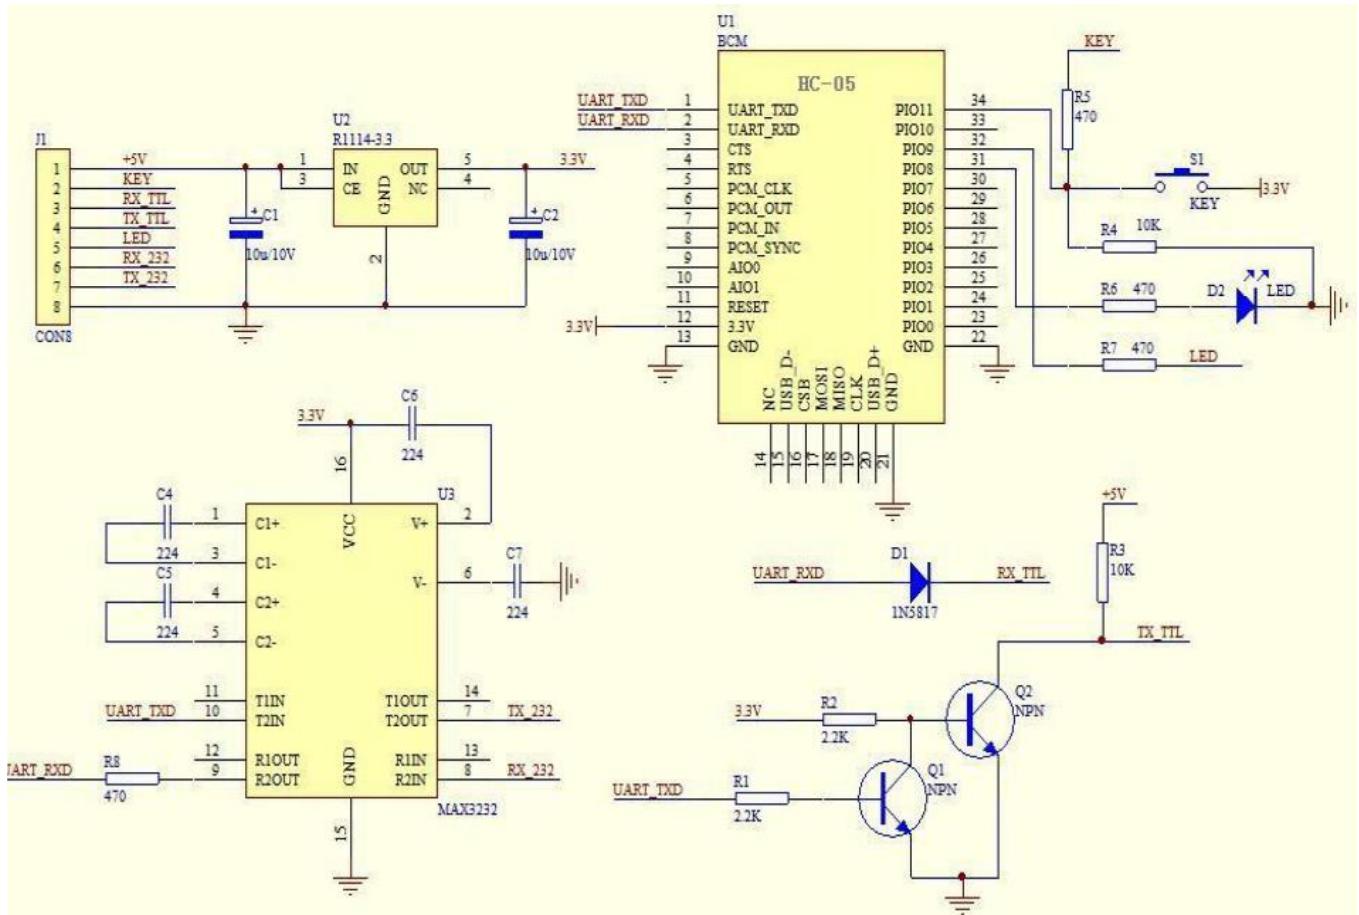 J1
1 +5V
2 KEY
3 RX_TTL
4 TX_TTL
5 LED
6 RX_232
7 TX_232
8
CON8
U2
R1114-3.3
1 IN OUT 5 3.3V
3 CE NC 4
GND
2
C1
+
10u/10V
C2
+
10u/10V
U1
BCM
HC-05
UART_TXD 1 UART_TXD PIO11 34
UART_RXD 2 UART_RXD PIO10 33
3 CTS PIO9 32
4 RTS PIO8 31
5 PCM_CLK PIO7 30
6 PCM_OUT PIO6 29
7 PCM_IN PIO5 28
8 PCM_SYNC PIO4 27
9 AIO0 PIO3 26
10 AIO1 PIO2 25
11 RESET PIO1 24
3.3V 12 3.3V PIO0 23
13 GND GND 22
NC USB_D- CSB MOSI MISO CLK USB_D+ GND
14 15 16 17 18 19 20 21
KEY
R5
470
S1
KEY
3.3V
R4 10K
R6 470 D2 LED
R7 470 LED
3.3V
C6
224
16
U3
C4
224
1 C1+ VCC V+ 2
3 C1-
C5
224
4 C2+ V- 6
C7
224
5 C2-
11 T1IN T1OUT 14
UART_TXD 10 T2IN T2OUT 7 TX_232
12 R1OUT R1IN 13
UART_RXD R8 9 R2OUT GND R2IN 8 RX_232
470
MAX3232
15
UART_RXD D1 RX_TTL
1N5817
+5V
R3
10K
TX_TTL
3.3V R2
2.2K
Q2
NPN
UART_TXD R1
2.2K
Q1
NPN